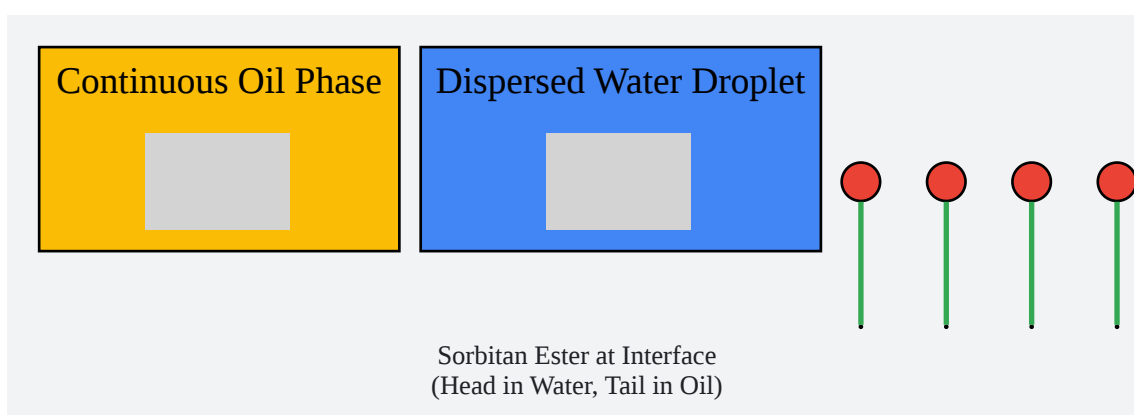 Continuous Oil Phase
Dispersed Water Droplet
Sorbitan Ester at Interface
(Head in Water, Tail in Oil)